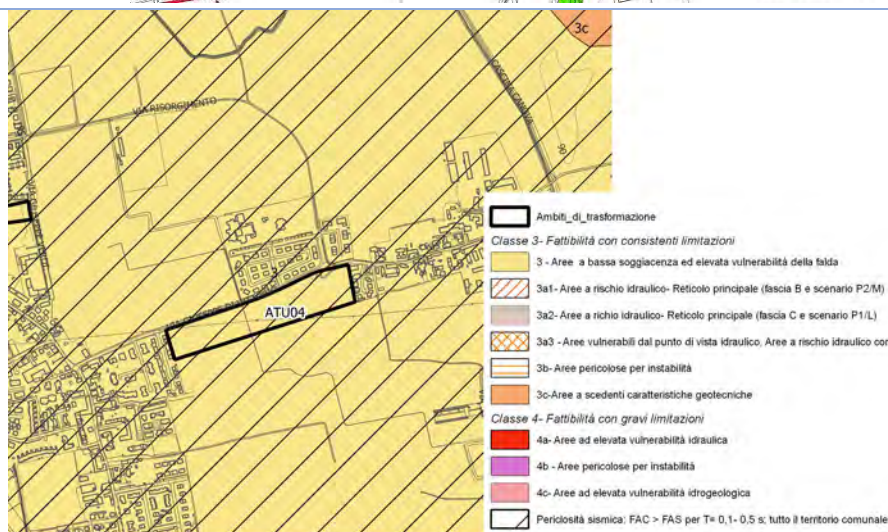 3c
VIA RISORGIMENTO
CASCINA CANOVA
90
3
ATU04
Ambiti_di_trasformazione
Classe 3- Fattibilità con consistenti limitazioni
3 - Aree a bassa soggiacenza ed elevata vulnerabilità della falda
3a1- Aree a rischio idraulico- Reticolo principale (fascia B e scenario P2/M)
3a2- Aree a richio idraulico- Reticolo principale (fascia C e scenario P1/L)
3a3 - Aree vulnerabili dal punto di vista idraulico, Aree a rischio idraulico con
3b- Aree pericolose per instabilità
3c-Aree a scedenti caratteristiche geotecniche
Classe 4- Fattibilità con gravi limitazioni
4a- Aree ad elevata vulnerabilità idraulica
4b - Aree pericolose per instabilità
4c- Aree ad elevata vulnerabilità idrogeologica
Periclosità sismica: FAC > FAS per T= 0,1- 0,5 s; tutto il territorio comunale